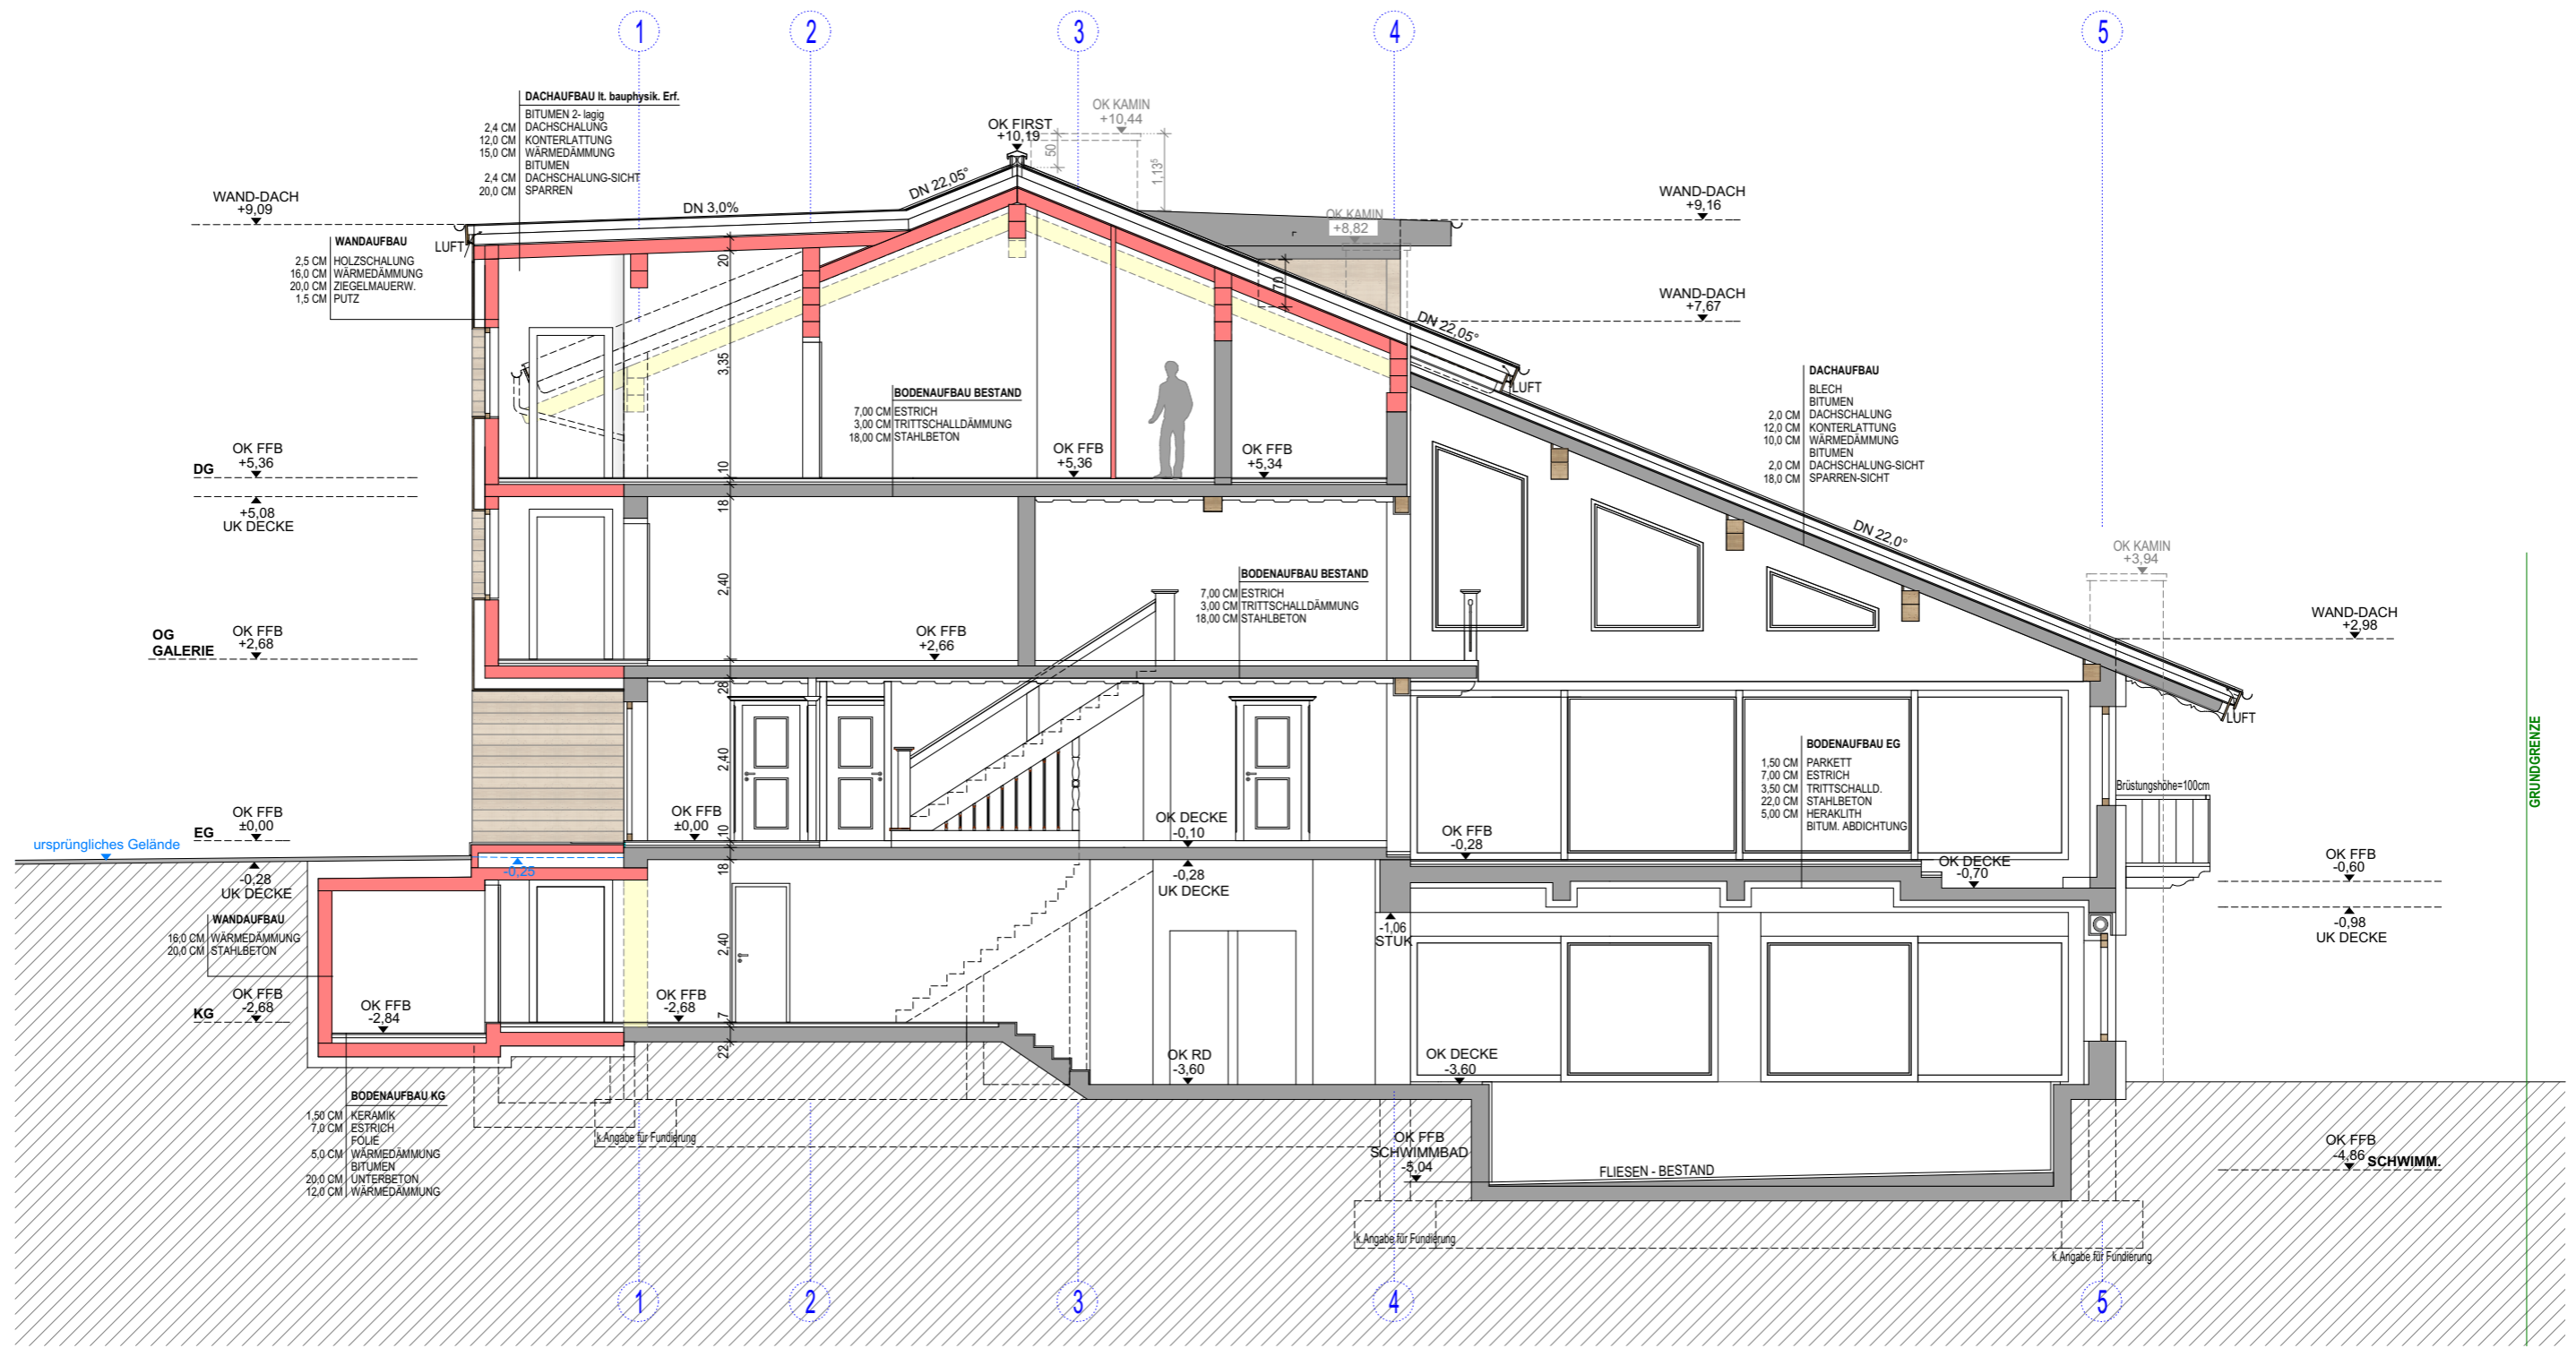 1
2
3
4
5
DACHAUFBAU lt. bauphysik. Erf.
BITUMEN 2- lagig
2,4 CM DACHSCHALUNG
12,0 CM KONTERLATTUNG
15,0 CM WÄRMEDÄMMUNG
BITUMEN
2,4 CM DACHSCHALUNG-SICHT
20,0 CM SPARREN
OK KAMIN
+10,44
OK FIRST
+10,19
50
1,13⁵
DN 22,05°
DN 3,0%
WAND-DACH
+9,09
WAND-DACH
+9,16
OK KAMIN
+8,82
LUFT
WANDAUFBAU
2,5 CM HOLZSCHALUNG
16,0 CM WÄRMEDÄMMUNG
20,0 CM ZIEGELMAUERW.
1,5 CM PUTZ
20
70
WAND-DACH
+7,67
DN 22,05°
3,35
LUFT
DACHAUFBAU
BLECH
BITUMEN
2,0 CM DACHSCHALUNG
12,0 CM KONTERLATTUNG
10,0 CM WÄRMEDÄMMUNG
BITUMEN
2,0 CM DACHSCHALUNG-SICHT
18,0 CM SPARREN-SICHT
BODENAUFBAU BESTAND
7,00 CM ESTRICH
3,00 CM TRITTSCHALLDÄMMUNG
18,00 CM STAHLBETON
DG
OK FFB
+5,36
OK FFB
+5,36
OK FFB
+5,34
10
18
+5,08
UK DECKE
DN 22,0°
OK KAMIN
+3,94
2,40
BODENAUFBAU BESTAND
7,00 CM ESTRICH
3,00 CM TRITTSCHALLDÄMMUNG
18,00 CM STAHLBETON
WAND-DACH
+2,98
OG
GALERIE
OK FFB
+2,68
OK FFB
+2,66
28
LUFT
GRUNDGRENZE
2,40
BODENAUFBAU EG
1,50 CM PARKETT
7,00 CM ESTRICH
3,50 CM TRITTSCHALLD.
22,0 CM STAHLBETON
5,00 CM HERAKLITH
BITUM. ABDICHTUNG
Brüstungshöhe=100cm
EG
OK FFB
±0,00
OK FFB
±0,00
10
OK DECKE
-0,10
OK FFB
-0,28
ursprüngliches Gelände
-0,25
-0,28
UK DECKE
18
-0,28
UK DECKE
OK DECKE
-0,70
OK FFB
-0,60
-0,98
UK DECKE
-1,06
STUK
WANDAUFBAU
16,0 CM WÄRMEDÄMMUNG
20,0 CM STAHLBETON
2,40
KG
OK FFB
-2,68
OK FFB
-2,84
OK FFB
-2,68
7
22
OK RD
-3,60
OK DECKE
-3,60
BODENAUFBAU KG
1,50 CM KERAMIK
7,0 CM ESTRICH
FOLIE
5,0 CM WÄRMEDÄMMUNG
BITUMEN
20,0 CM UNTERBETON
12,0 CM WÄRMEDÄMMUNG
k.Angabe für Fundierung
OK FFB
SCHWIMMBAD
-5,04
FLIESEN - BESTAND
OK FFB
-4,86
SCHWIMM.
k.Angabe für Fundierung
k.Angabe für Fundierung
1
2
3
4
5